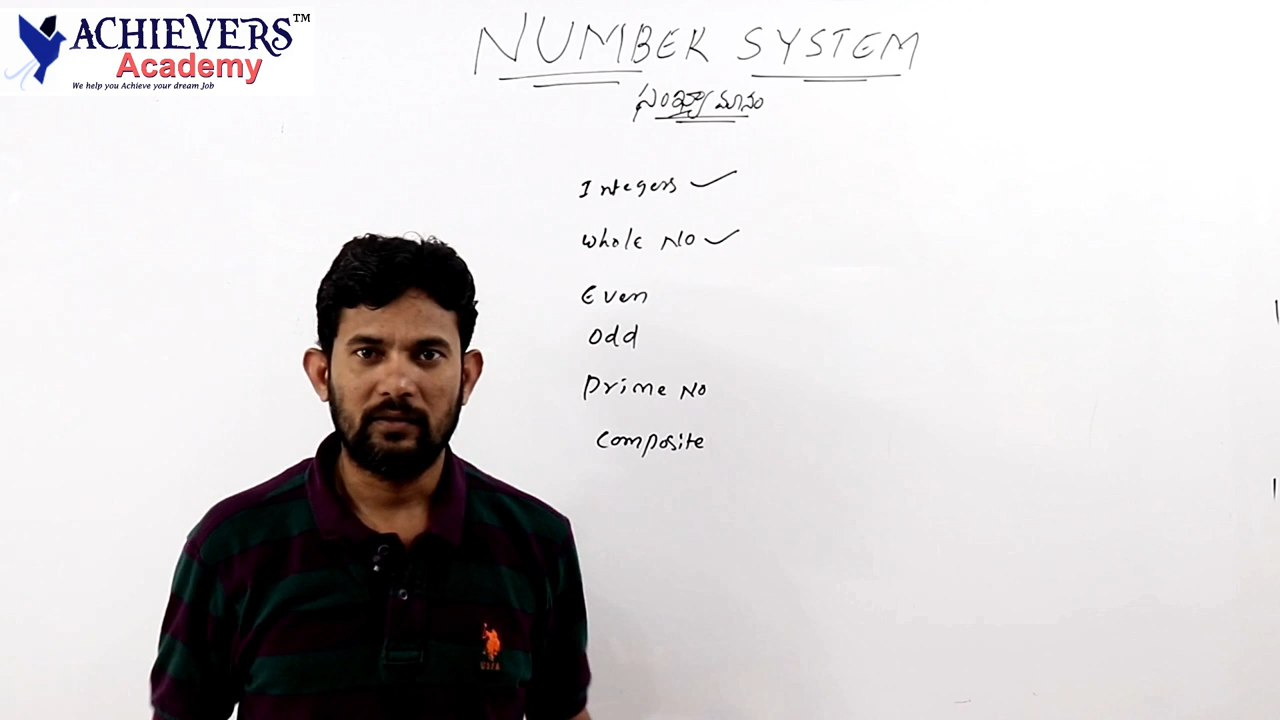 ACHIEVERS™
Academy
We help you Achieve your dream Job
NUMBER SYSTEM
సంఖ్యామానం
Integers ✓
Whole No ✓
Even
Odd
Prime No
Composite
USPA